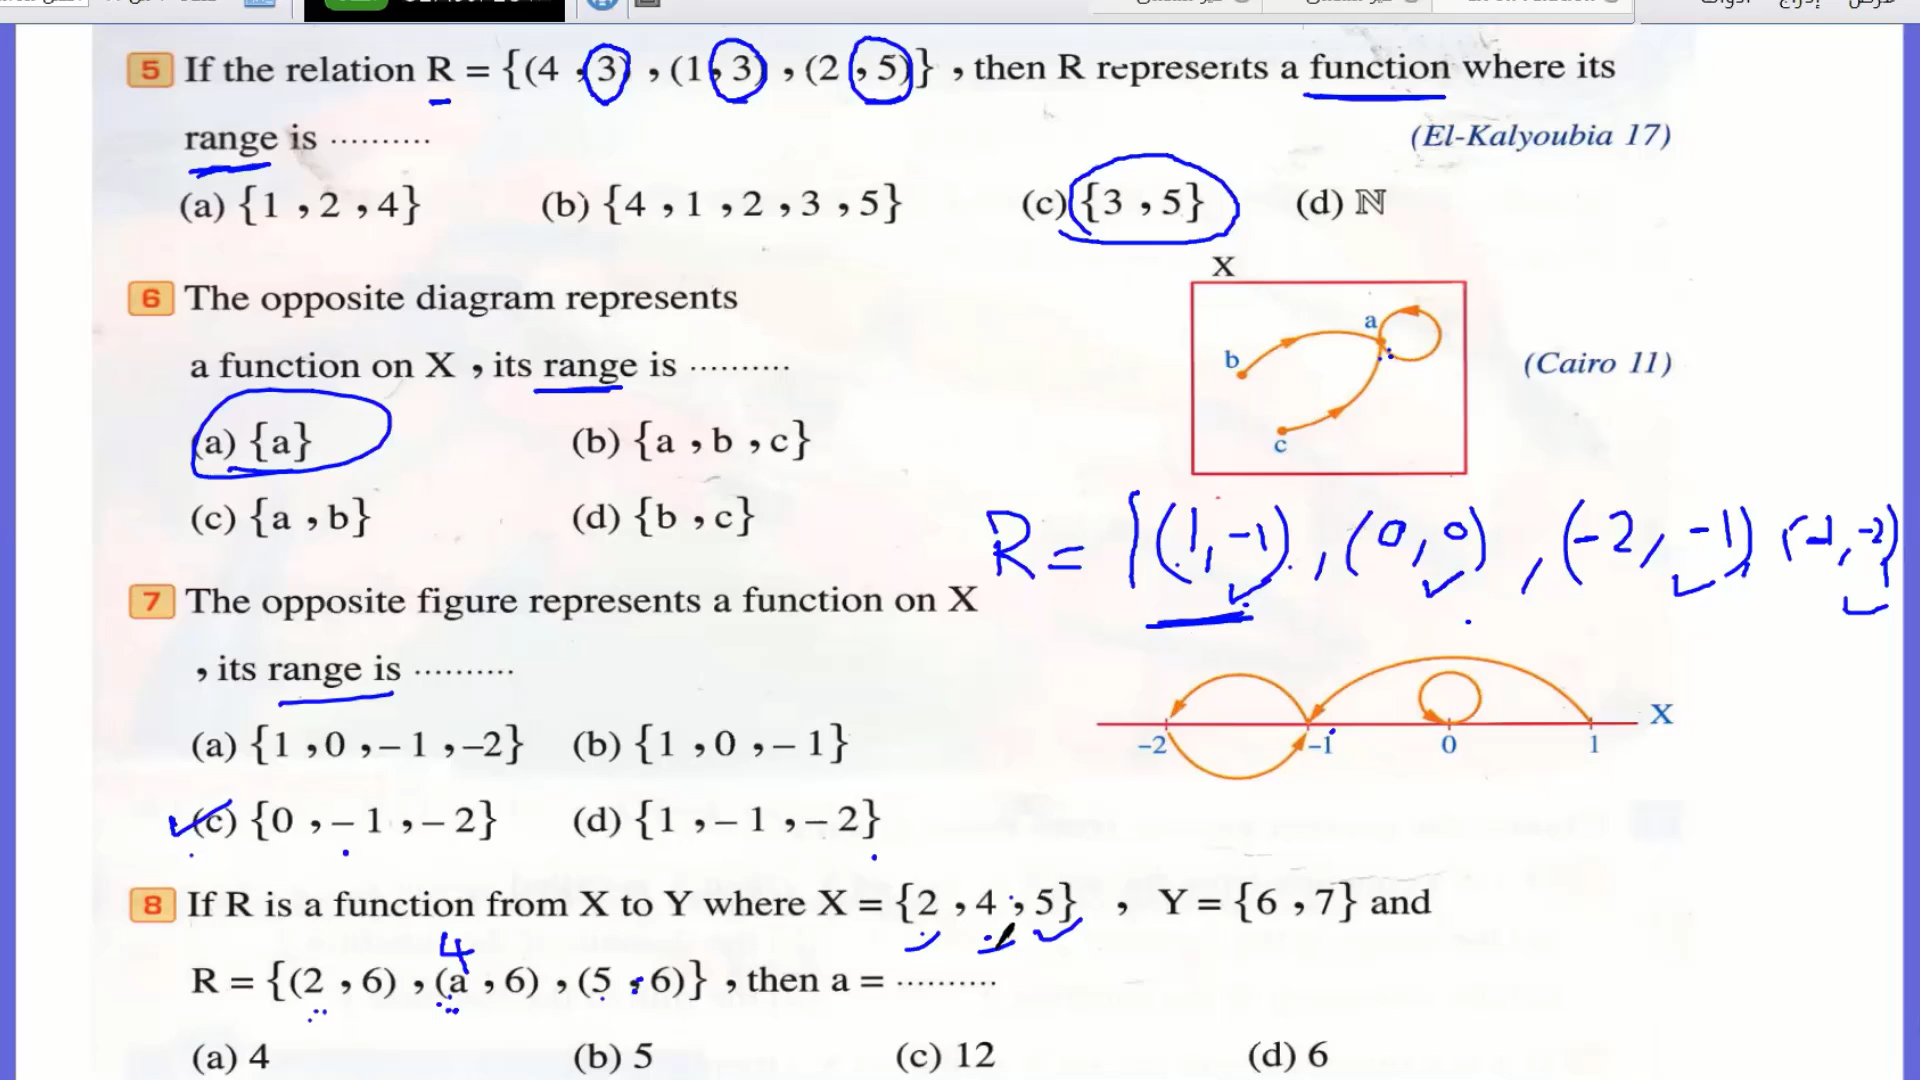 5 If the relation R = {(4 , 3) , (1 , 3) , (2 , 5)} , then R represents a function where its
range is ..........
(El-Kalyoubia 17)
(a) {1 , 2 , 4} (b) {4 , 1 , 2 , 3 , 5} (c) {3 , 5} (d) ℕ
6 The opposite diagram represents
a function on X , its range is ..........
(Cairo 11)
(a) {a} (b) {a , b , c}
(c) {a , b} (d) {b , c}
X
a
b
c
R = {(1, -1), (0, 0), (-2, -1) (-1, -2)}
7 The opposite figure represents a function on X
, its range is ..........
(a) {1 , 0 , – 1 , –2} (b) {1 , 0 , – 1}
(c) {0 , – 1 , – 2} (d) {1 , – 1 , – 2}
–2 –1 0 1 X
8 If R is a function from X to Y where X = {2 , 4 , 5} , Y = {6 , 7} and
4
R = {(2 , 6) , (a , 6) , (5 , 6)} , then a = ..........
(a) 4 (b) 5 (c) 12 (d) 6